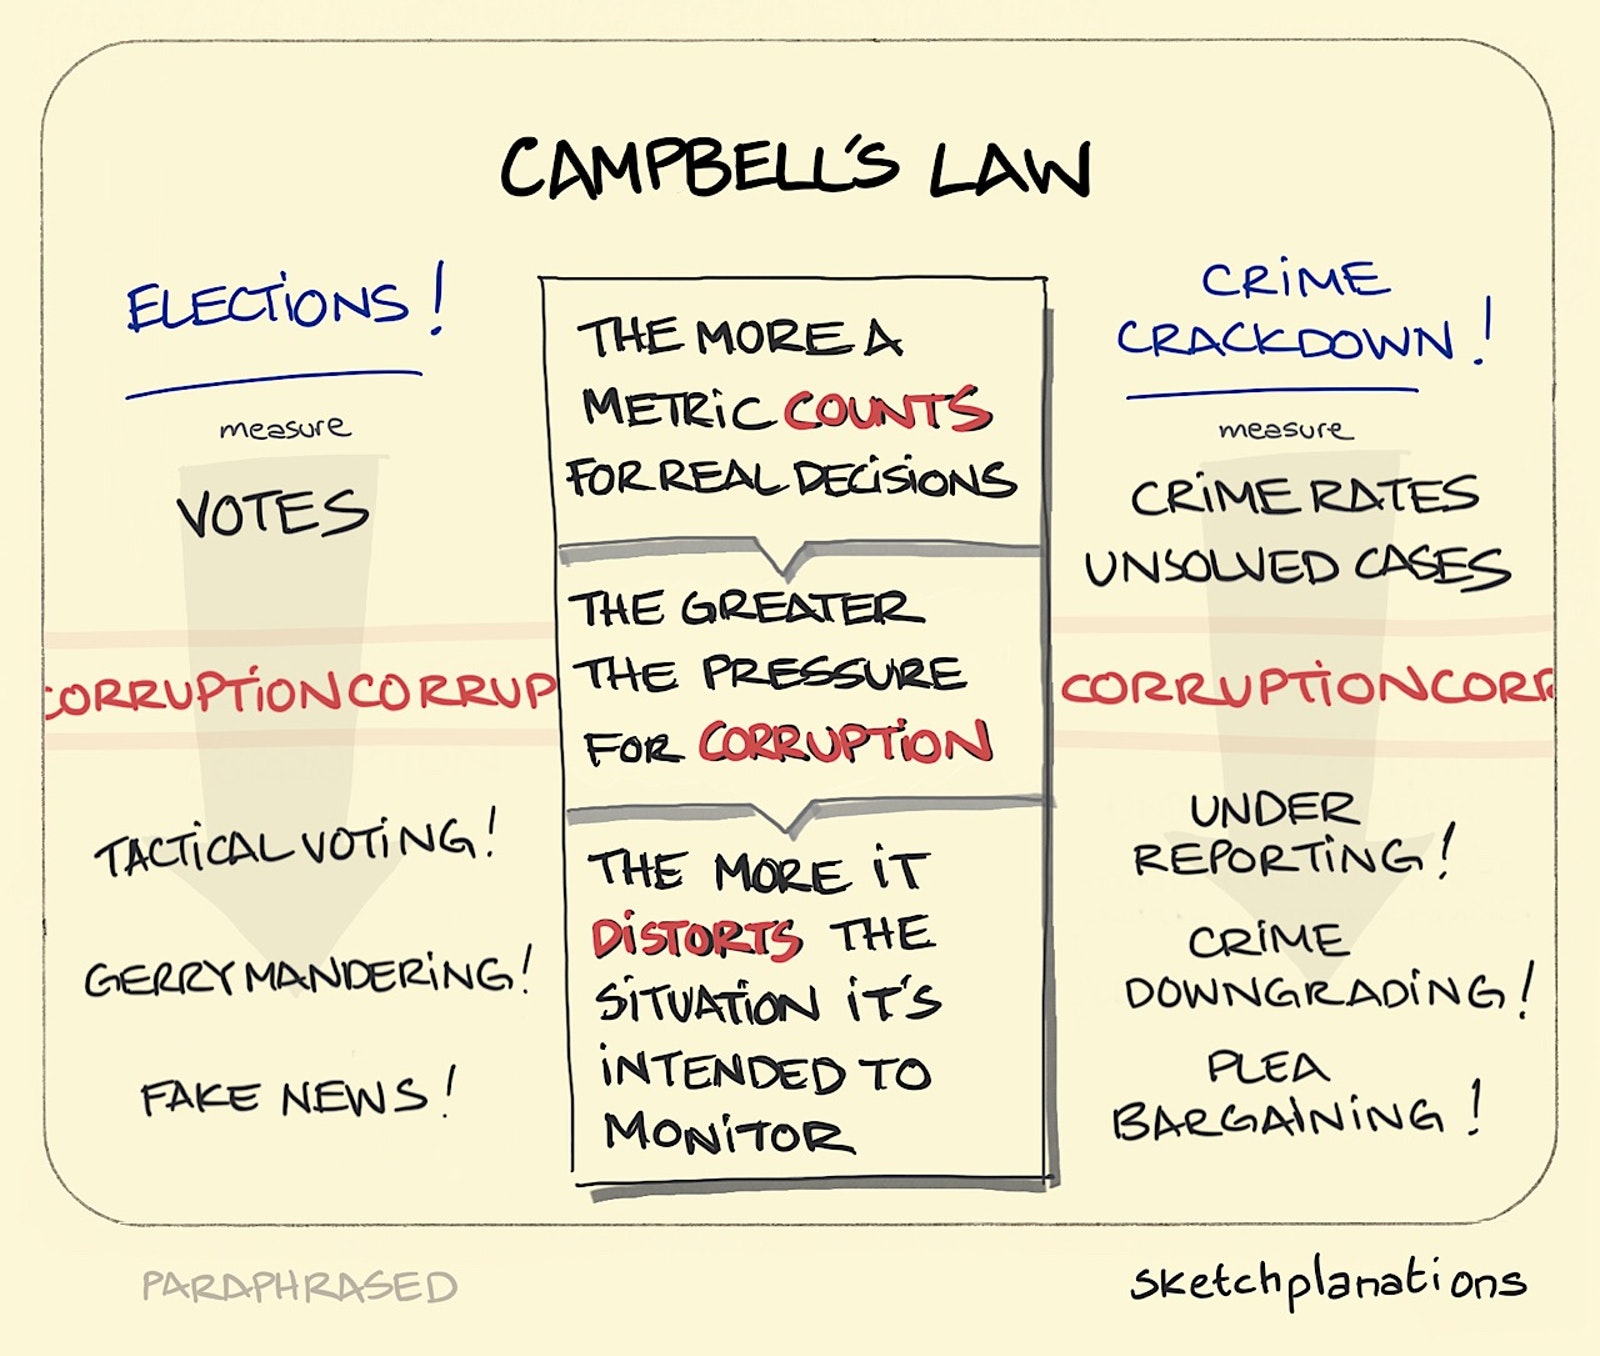 CAMPBELL'S LAW
ELECTIONS!
measure
VOTES
CORRUPTIONCORRUP
TACTICAL VOTING!
GERRYMANDERING!
FAKE NEWS!
THE MORE A
METRIC COUNTS
FOR REAL DECISIONS
THE GREATER
THE PRESSURE
FOR CORRUPTION
THE MORE IT
DISTORTS THE
SITUATION IT'S
INTENDED TO
MONITOR
CRIME
CRACKDOWN!
measure
CRIME RATES
UNSOLVED CASES
CORRUPTIONCORR
UNDER
REPORTING!
CRIME
DOWNGRADING!
PLEA
BARGAINING!
PARAPHRASED
sketchplanations